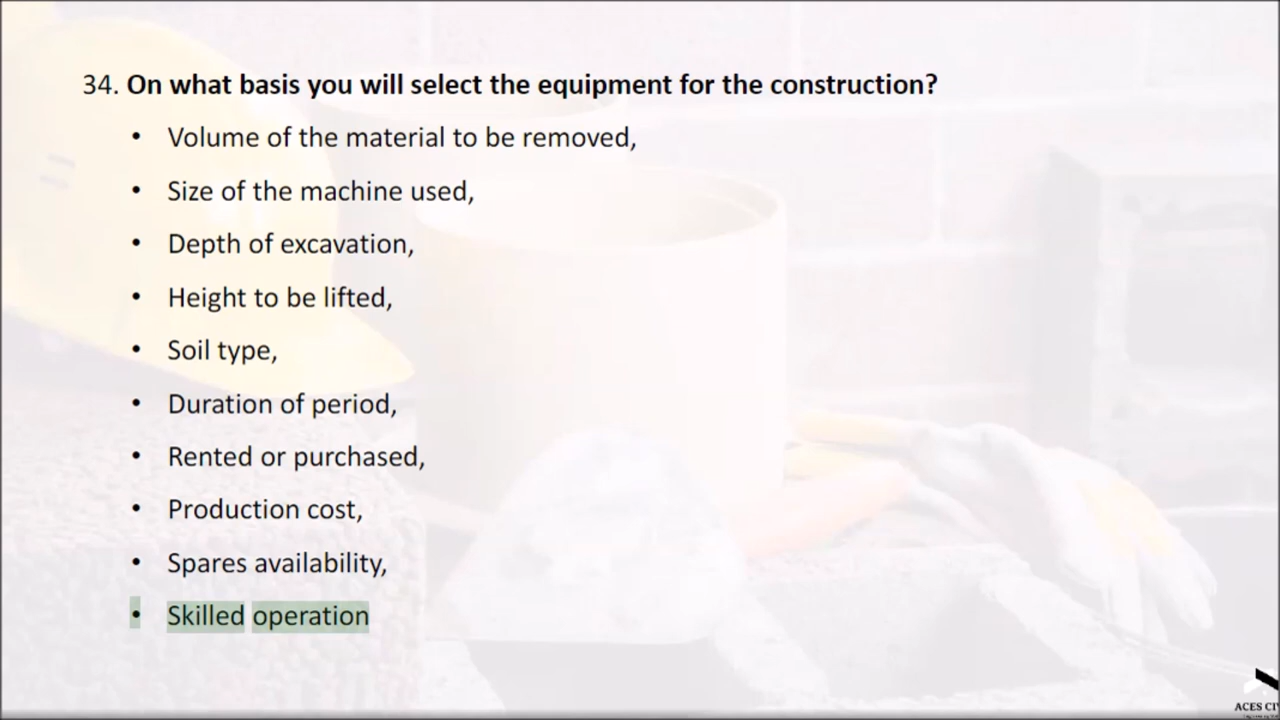 34. On what basis you will select the equipment for the construction?
• Volume of the material to be removed,
• Size of the machine used,
• Depth of excavation,
• Height to be lifted,
• Soil type,
• Duration of period,
• Rented or purchased,
• Production cost,
• Spares availability,
• Skilled operation
ACES